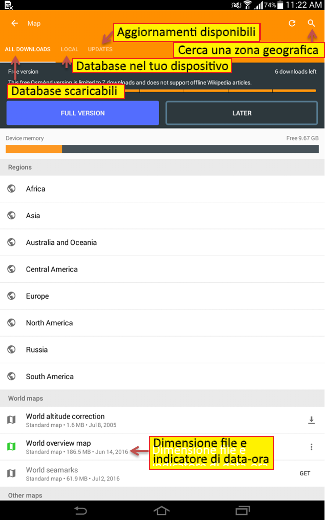 74% 11:22 AM
Map
Aggiornamenti disponibili
ALL DOWNLOADS LOCAL UPDATES
Cerca una zona geografica
Database nel tuo dispositivo
Free version 6 downloads left
This free OsmAnd version is limited to 7 downloads and does not support offline Wikipedia articles.
Database scaricabili
FULL VERSION LATER
Device memory Free 9.67 GB
Regions
Africa
Asia
Australia and Oceania
Central America
Europe
North America
Russia
South America
World maps
World altitude correction
Standard map • 1.6 MB • Jul 8, 2005
World overview map
Standard map • 186.5 MB • Jun 14, 2016
Dimensione file e
indicatore di data-ora
World seamarks
Standard map • 61.9 MB • Jul 2, 2016
GET
Other maps